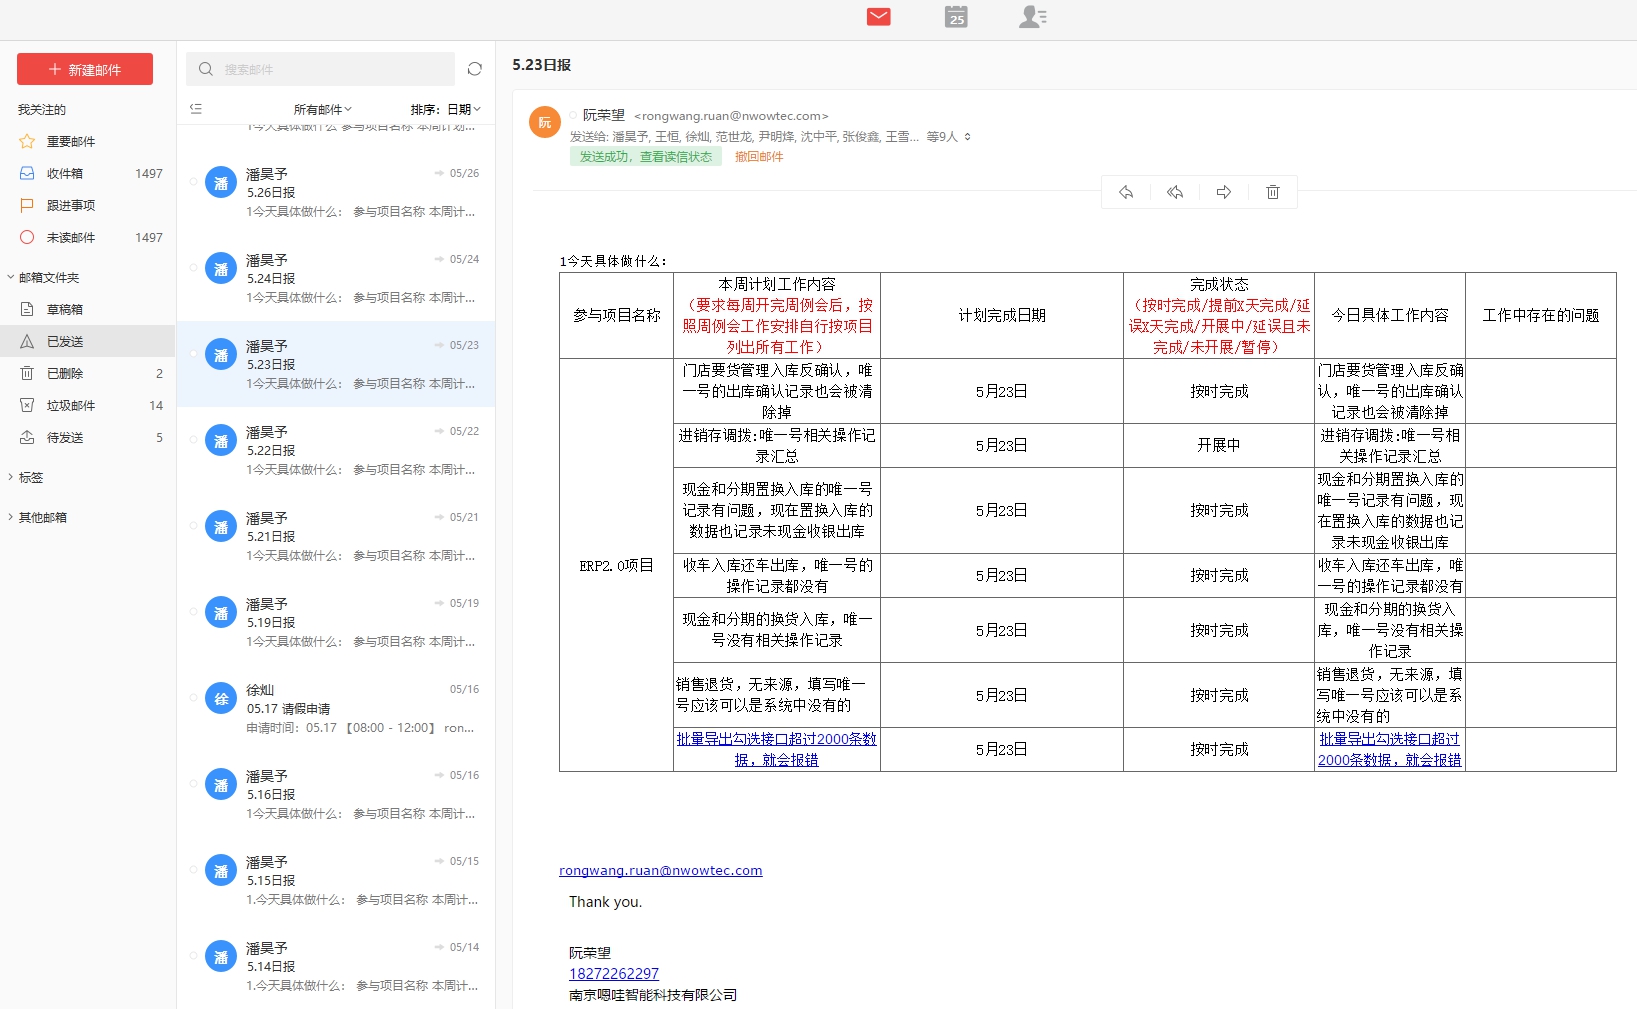 25
新建邮件
我关注的
重要邮件
收件箱 1497
跟进事项
未读邮件 1497
邮箱文件夹
草稿箱
已发送
已删除 2
垃圾邮件 14
待发送 5
标签
其他邮箱
搜索邮件
所有邮件 排序：日期
1今天具体做什么 参与项目名称 本周计划...
潘 潘昊予 05/26
5.26日报
1今天具体做什么： 参与项目名称 本周计...
潘 潘昊予 05/24
5.24日报
1今天具体做什么： 参与项目名称 本周计...
潘 潘昊予 05/23
5.23日报
1今天具体做什么： 参与项目名称 本周计...
潘 潘昊予 05/22
5.22日报
1今天具体做什么： 参与项目名称 本周计...
潘 潘昊予 05/21
5.21日报
1今天具体做什么： 参与项目名称 本周计...
潘 潘昊予 05/19
5.19日报
1今天具体做什么： 参与项目名称 本周计...
徐 徐灿 05/16
05.17 请假申请
申请时间：05.17 【08:00 - 12:00】 ron...
潘 潘昊予 05/16
5.16日报
1今天具体做什么： 参与项目名称 本周计...
潘 潘昊予 05/15
5.15日报
1.今天具体做什么： 参与项目名称 本周计...
潘 潘昊予 05/14
5.14日报
1.今天具体做什么： 参与项目名称 本周计...
5.23日报
阮 阮荣望 <rongwang.ruan@nwowtec.com>
发送给: 潘昊予, 王恒, 徐灿, 范世龙, 尹明烽, 沈中平, 张俊鑫, 王雪... 等9人
发送成功，查看读信状态 撤回邮件
1今天具体做什么：
参与项目名称
本周计划工作内容
（要求每周开完周例会后，按
照周例会工作安排自行按项目
列出所有工作）
计划完成日期
完成状态
（按时完成/提前X天完成/延
误X天完成/开展中/延误且未
完成/未开展/暂停）
今日具体工作内容
工作中存在的问题
ERP2.0项目
门店要货管理入库反确认，唯
一号的出库确认记录也会被清
除掉
5月23日
按时完成
门店要货管理入库反确
认，唯一号的出库确认
记录也会被清除掉
进销存调拨:唯一号相关操作记
录汇总
5月23日
开展中
进销存调拨:唯一号相
关操作记录汇总
现金和分期置换入库的唯一号
记录有问题，现在置换入库的
数据也记录未现金收银出库
5月23日
按时完成
现金和分期置换入库的
唯一号记录有问题，现
在置换入库的数据也记
录未现金收银出库
收车入库还车出库，唯一号的
操作记录都没有
5月23日
按时完成
收车入库还车出库，唯
一号的操作记录都没有
现金和分期的换货入库，唯一
号没有相关操作记录
5月23日
按时完成
现金和分期的换货入
库，唯一号没有相关操
作记录
销售退货，无来源，填写唯一
号应该可以是系统中没有的
5月23日
按时完成
销售退货，无来源，填
写唯一号应该可以是系
统中没有的
批量导出勾选接口超过2000条数
据，就会报错
5月23日
按时完成
批量导出勾选接口超过
2000条数据，就会报错
rongwang.ruan@nwowtec.com
Thank you.
阮荣望
18272262297
南京嗯哇智能科技有限公司